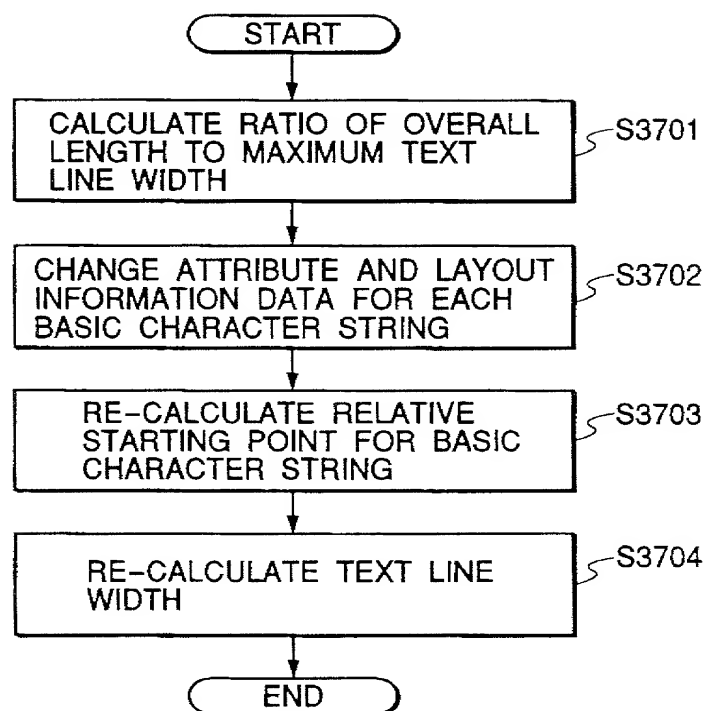 START
CALCULATE RATIO OF OVERALL
LENGTH TO MAXIMUM TEXT
LINE WIDTH
S3701
CHANGE ATTRIBUTE AND LAYOUT
INFORMATION DATA FOR EACH
BASIC CHARACTER STRING
S3702
RE-CALCULATE RELATIVE
STARTING POINT FOR BASIC
CHARACTER STRING
S3703
RE-CALCULATE TEXT LINE
WIDTH
S3704
END